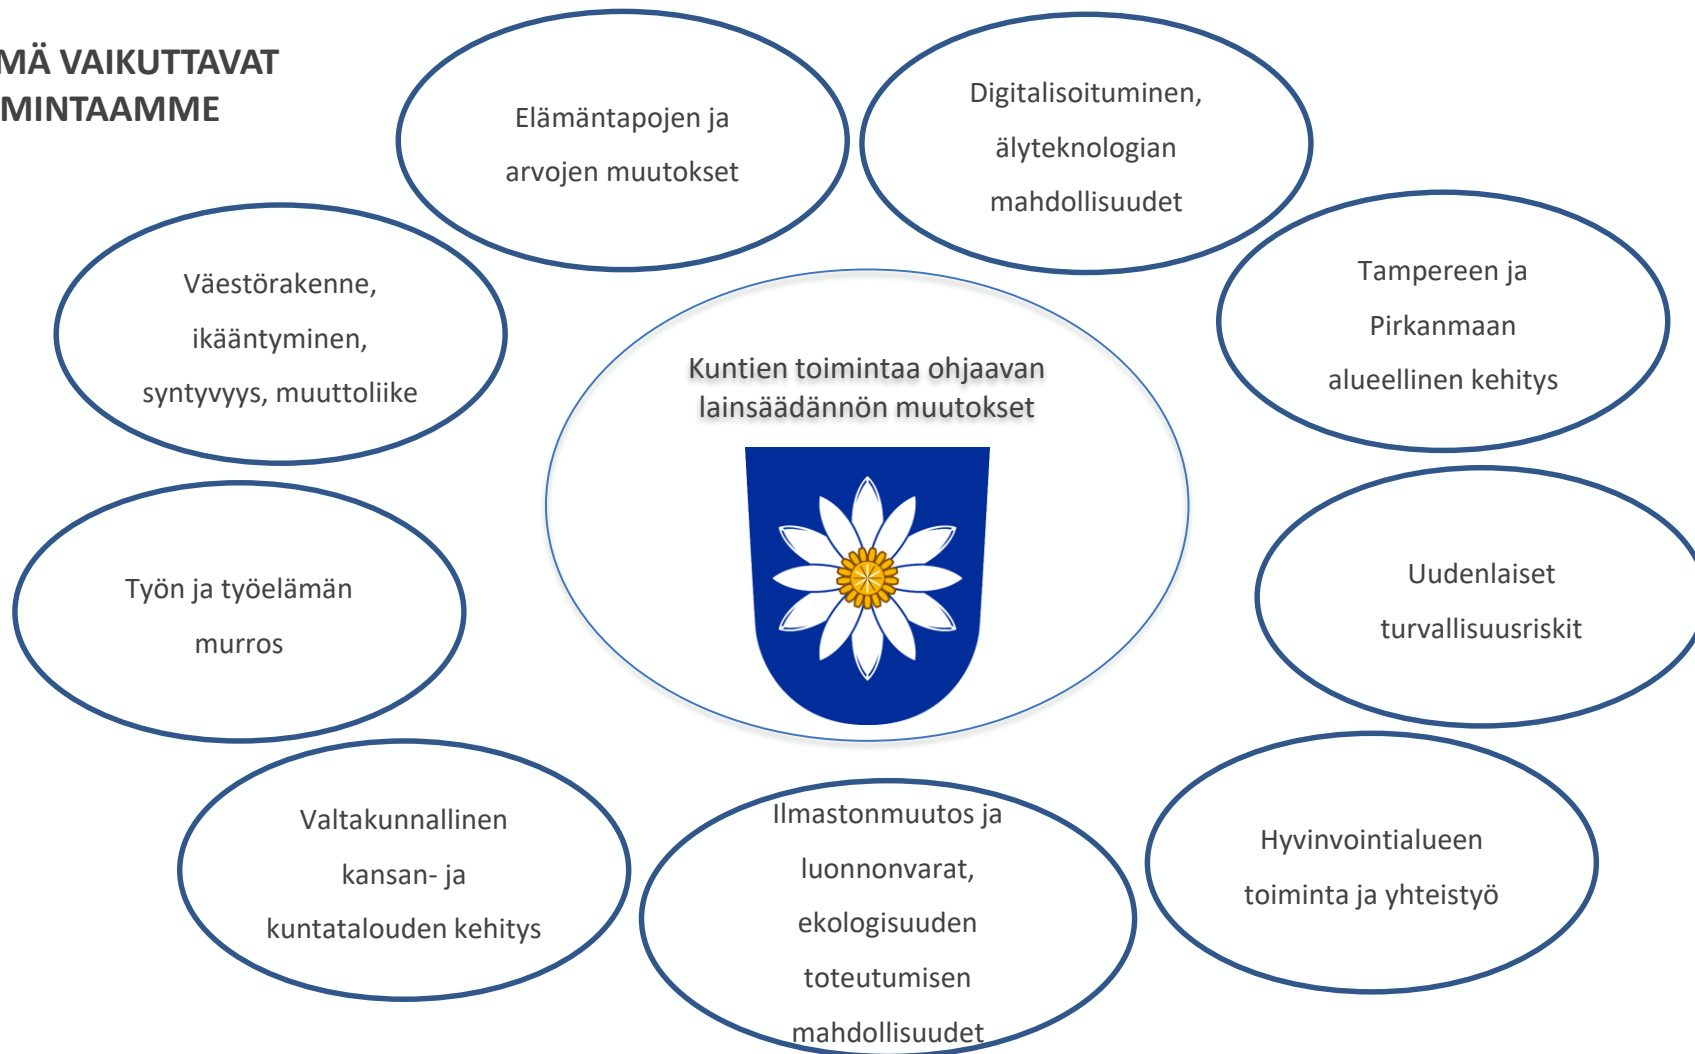 MÄ VAIKUTTAVAT
MINTAAMME
Elämäntapojen ja
arvojen muutokset
Digitalisoituminen,
älyteknologian
mahdollisuudet
Väestörakenne,
ikääntyminen,
syntyvyys, muuttoliike
Tampereen ja
Pirkanmaan
alueellinen kehitys
Kuntien toimintaa ohjaavan
lainsäädännön muutokset
Työn ja työelämän
murros
Uudenlaiset
turvallisuusriskit
Valtakunnallinen
kansan- ja
kuntatalouden kehitys
Ilmastonmuutos ja
luonnonvarat,
ekologisuuden
toteutumisen
mahdollisuudet
Hyvinvointialueen
toiminta ja yhteistyö